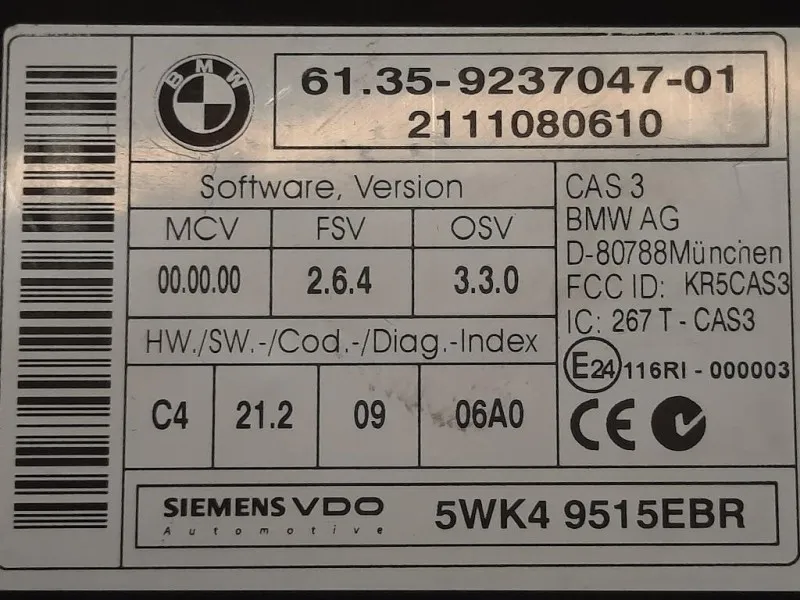 BMW
61.35-9237047-01
2111080610
Software, Version
MCV FSV OSV
00.00.00 2.6.4 3.3.0
HW./SW.-/Cod.-/Diag.-Index
C4 21.2 09 06A0
CAS 3
BMW AG
D-80788München
FCC ID: KR5CAS3
IC: 267 T - CAS3
E24 116RI - 000003
CE
SIEMENS VDO
Automotive
5WK4 9515EBR